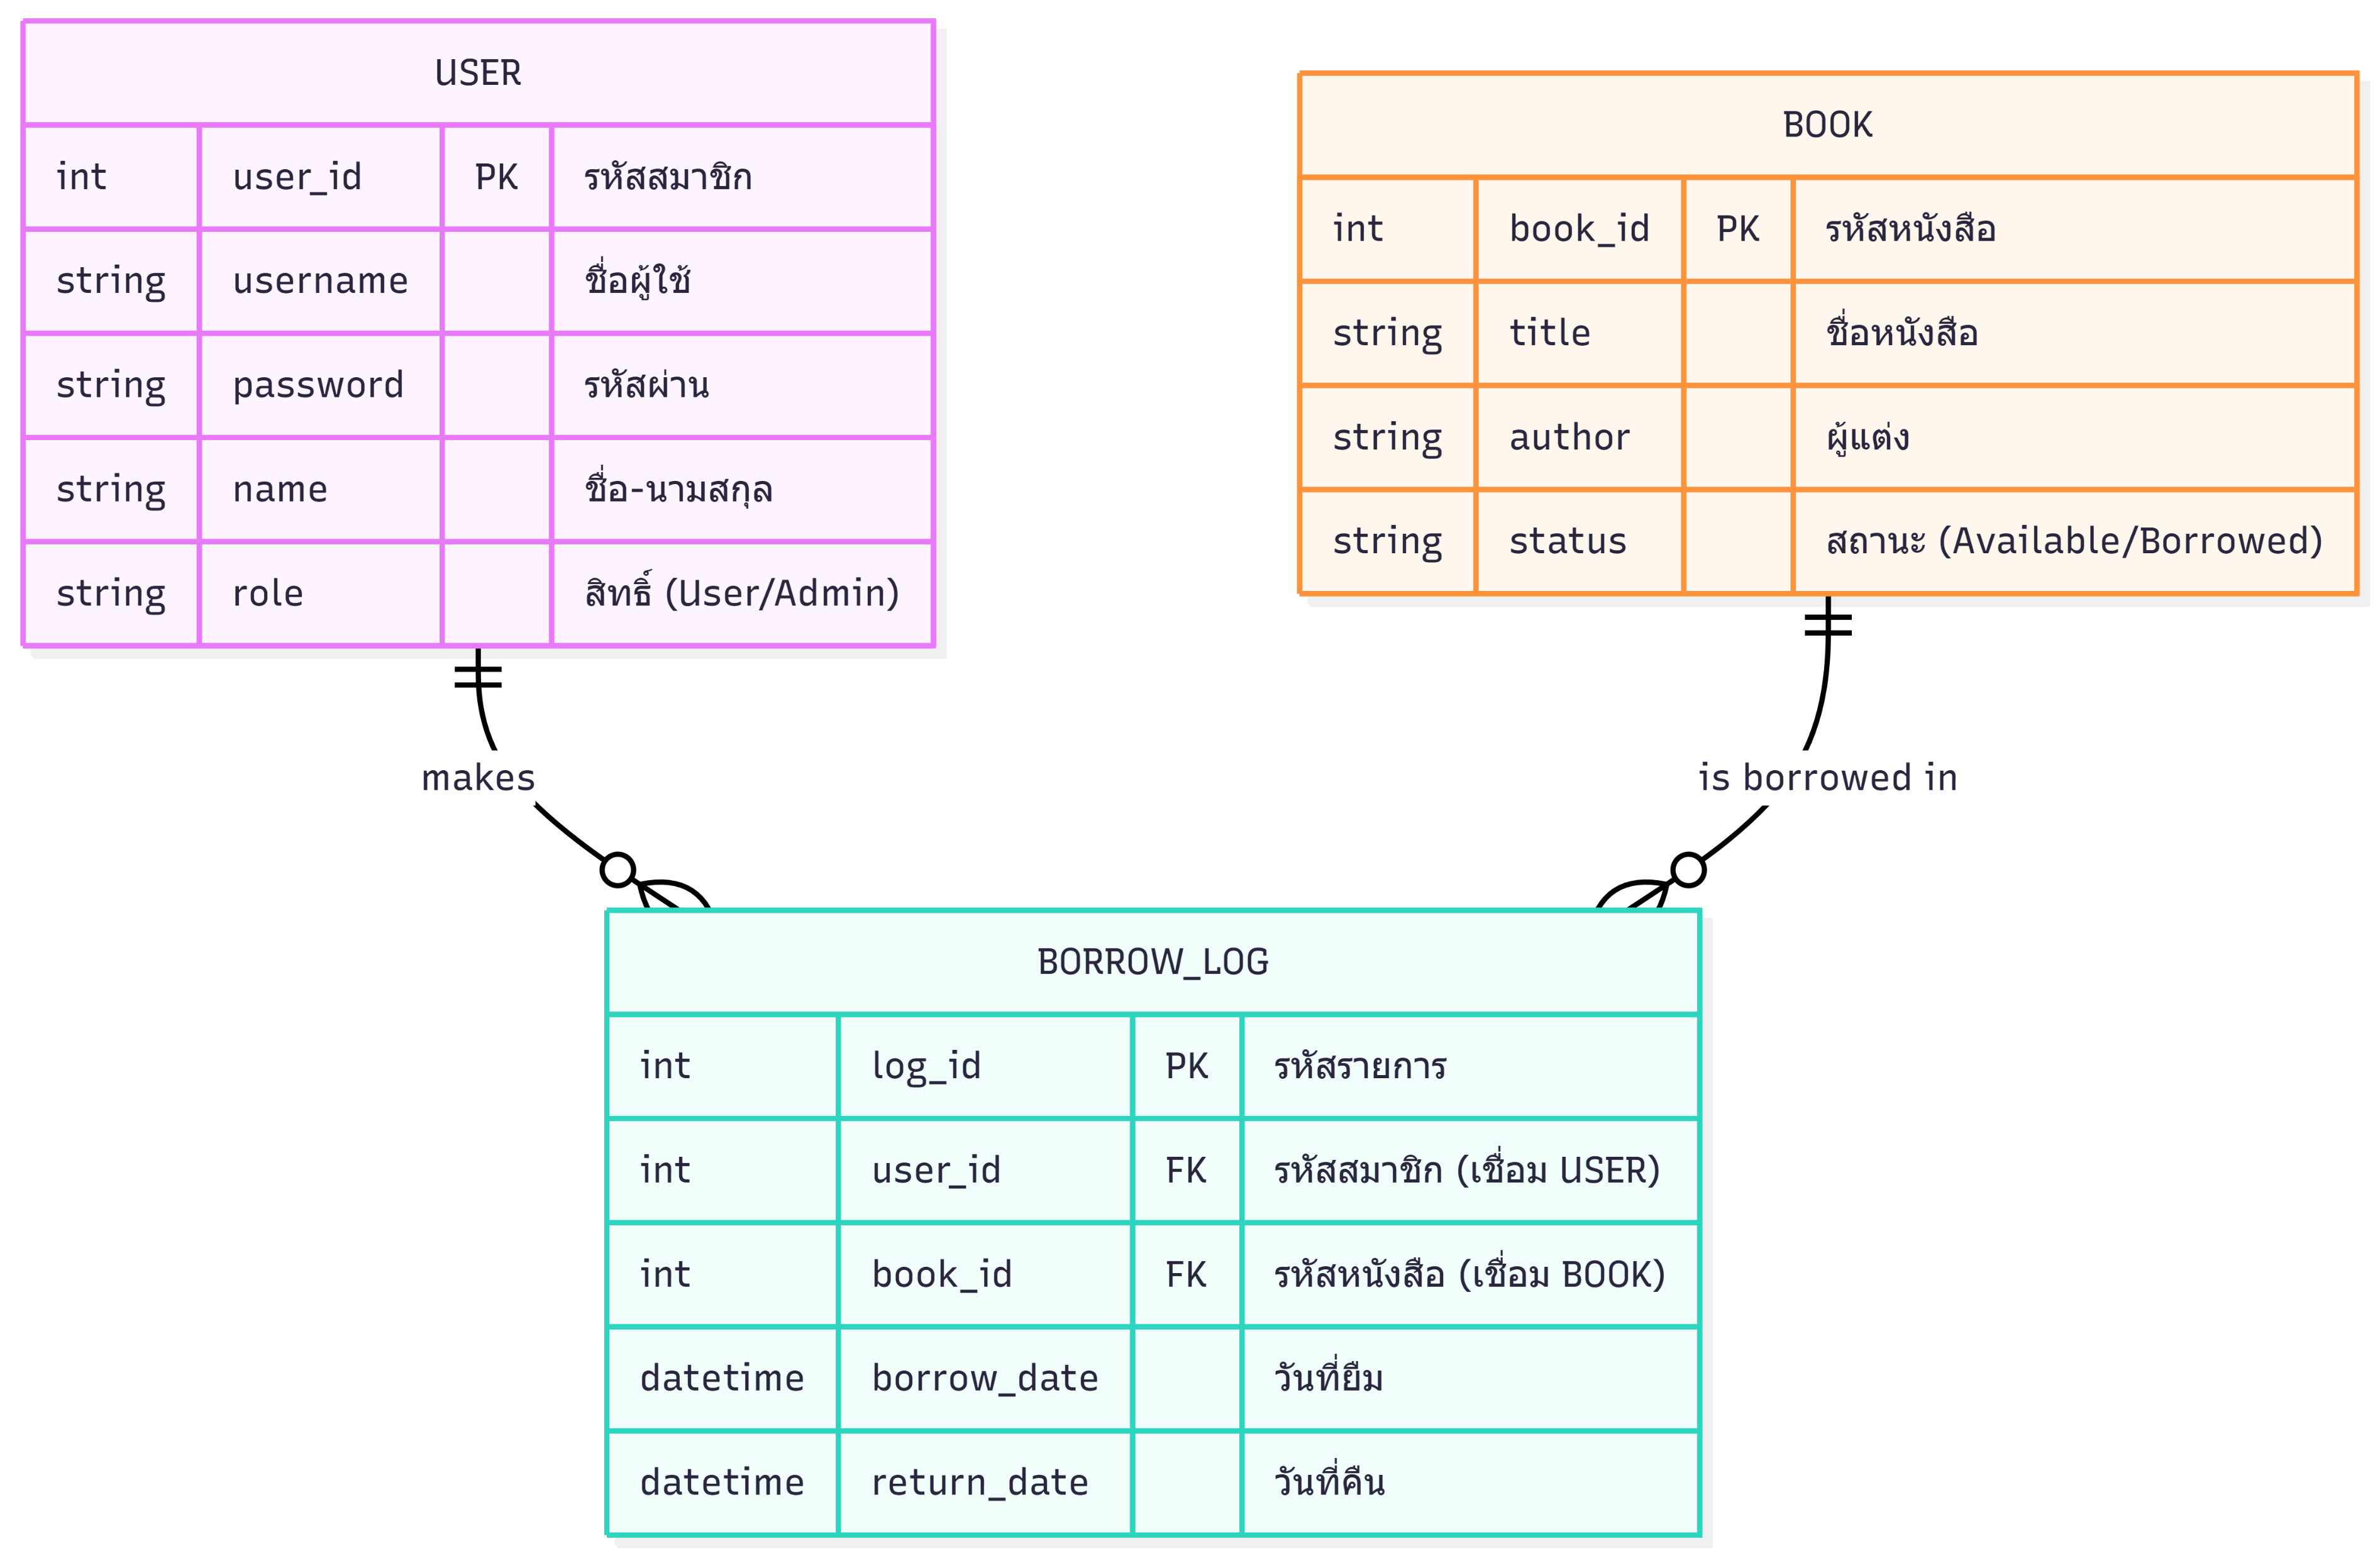 USER
int user_id PK รหัสสมาชิก
string username ชื่อผู้ใช้
string password รหัสผ่าน
string name ชื่อ-นามสกุล
string role สิทธิ์ (User/Admin)
BOOK
int book_id PK รหัสหนังสือ
string title ชื่อหนังสือ
string author ผู้แต่ง
string status สถานะ (Available/Borrowed)
makes
is borrowed in
BORROW_LOG
int log_id PK รหัสรายการ
int user_id FK รหัสสมาชิก (เชื่อม USER)
int book_id FK รหัสหนังสือ (เชื่อม BOOK)
datetime borrow_date วันที่ยืม
datetime return_date วันที่คืน